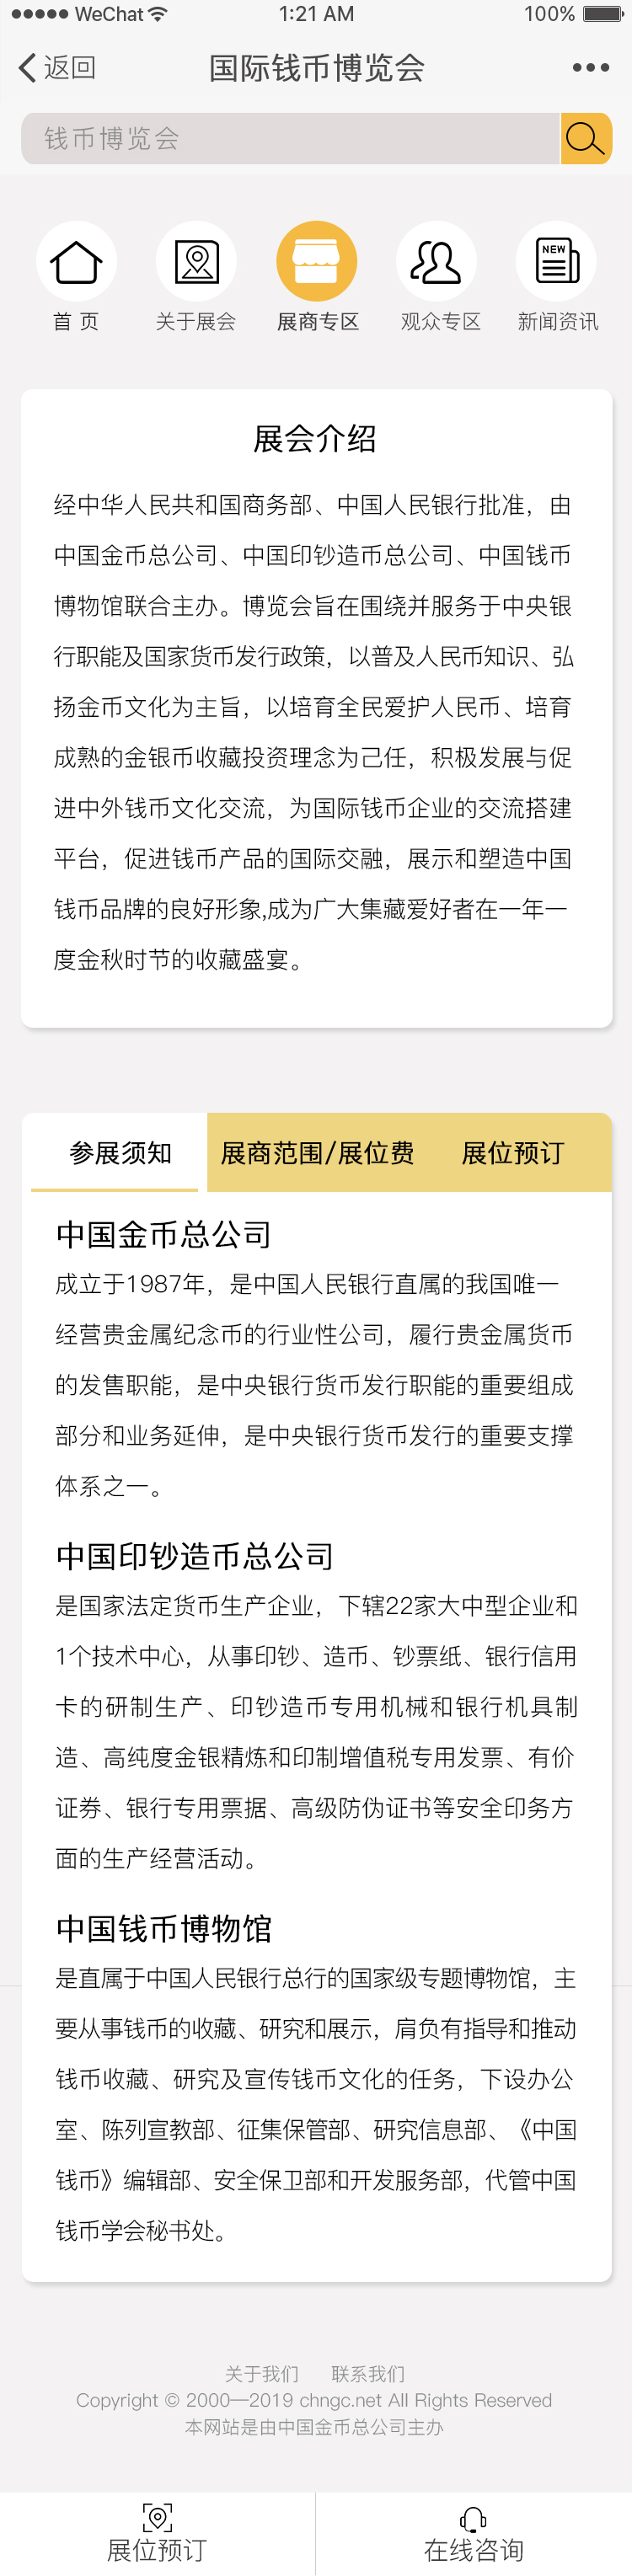 WeChat 1:21 AM 100%
返回 国际钱币博览会
钱币博览会
NEW
首 页 关于展会 展商专区 观众专区 新闻资讯
展会介绍
经中华人民共和国商务部、中国人民银行批准，由
中国金币总公司、中国印钞造币总公司、中国钱币
博物馆联合主办。博览会旨在围绕并服务于中央银
行职能及国家货币发行政策，以普及人民币知识、弘
扬金币文化为主旨，以培育全民爱护人民币、培育
成熟的金银币收藏投资理念为己任，积极发展与促
进中外钱币文化交流，为国际钱币企业的交流搭建
平台，促进钱币产品的国际交融，展示和塑造中国
钱币品牌的良好形象,成为广大集藏爱好者在一年一
度金秋时节的收藏盛宴。
参展须知 展商范围/展位费 展位预订
中国金币总公司
成立于1987年，是中国人民银行直属的我国唯一
经营贵金属纪念币的行业性公司，履行贵金属货币
的发售职能，是中央银行货币发行职能的重要组成
部分和业务延伸，是中央银行货币发行的重要支撑
体系之一。
中国印钞造币总公司
是国家法定货币生产企业，下辖22家大中型企业和
1个技术中心，从事印钞、造币、钞票纸、银行信用
卡的研制生产、印钞造币专用机械和银行机具制
造、高纯度金银精炼和印制增值税专用发票、有价
证券、银行专用票据、高级防伪证书等安全印务方
面的生产经营活动。
中国钱币博物馆
是直属于中国人民银行总行的国家级专题博物馆，主
要从事钱币的收藏、研究和展示，肩负有指导和推动
钱币收藏、研究及宣传钱币文化的任务，下设办公
室、陈列宣教部、征集保管部、研究信息部、《中国
钱币》编辑部、安全保卫部和开发服务部，代管中国
钱币学会秘书处。
关于我们 联系我们
Copyright © 2000—2019 chngc.net All Rights Reserved
本网站是由中国金币总公司主办
展位预订 在线咨询